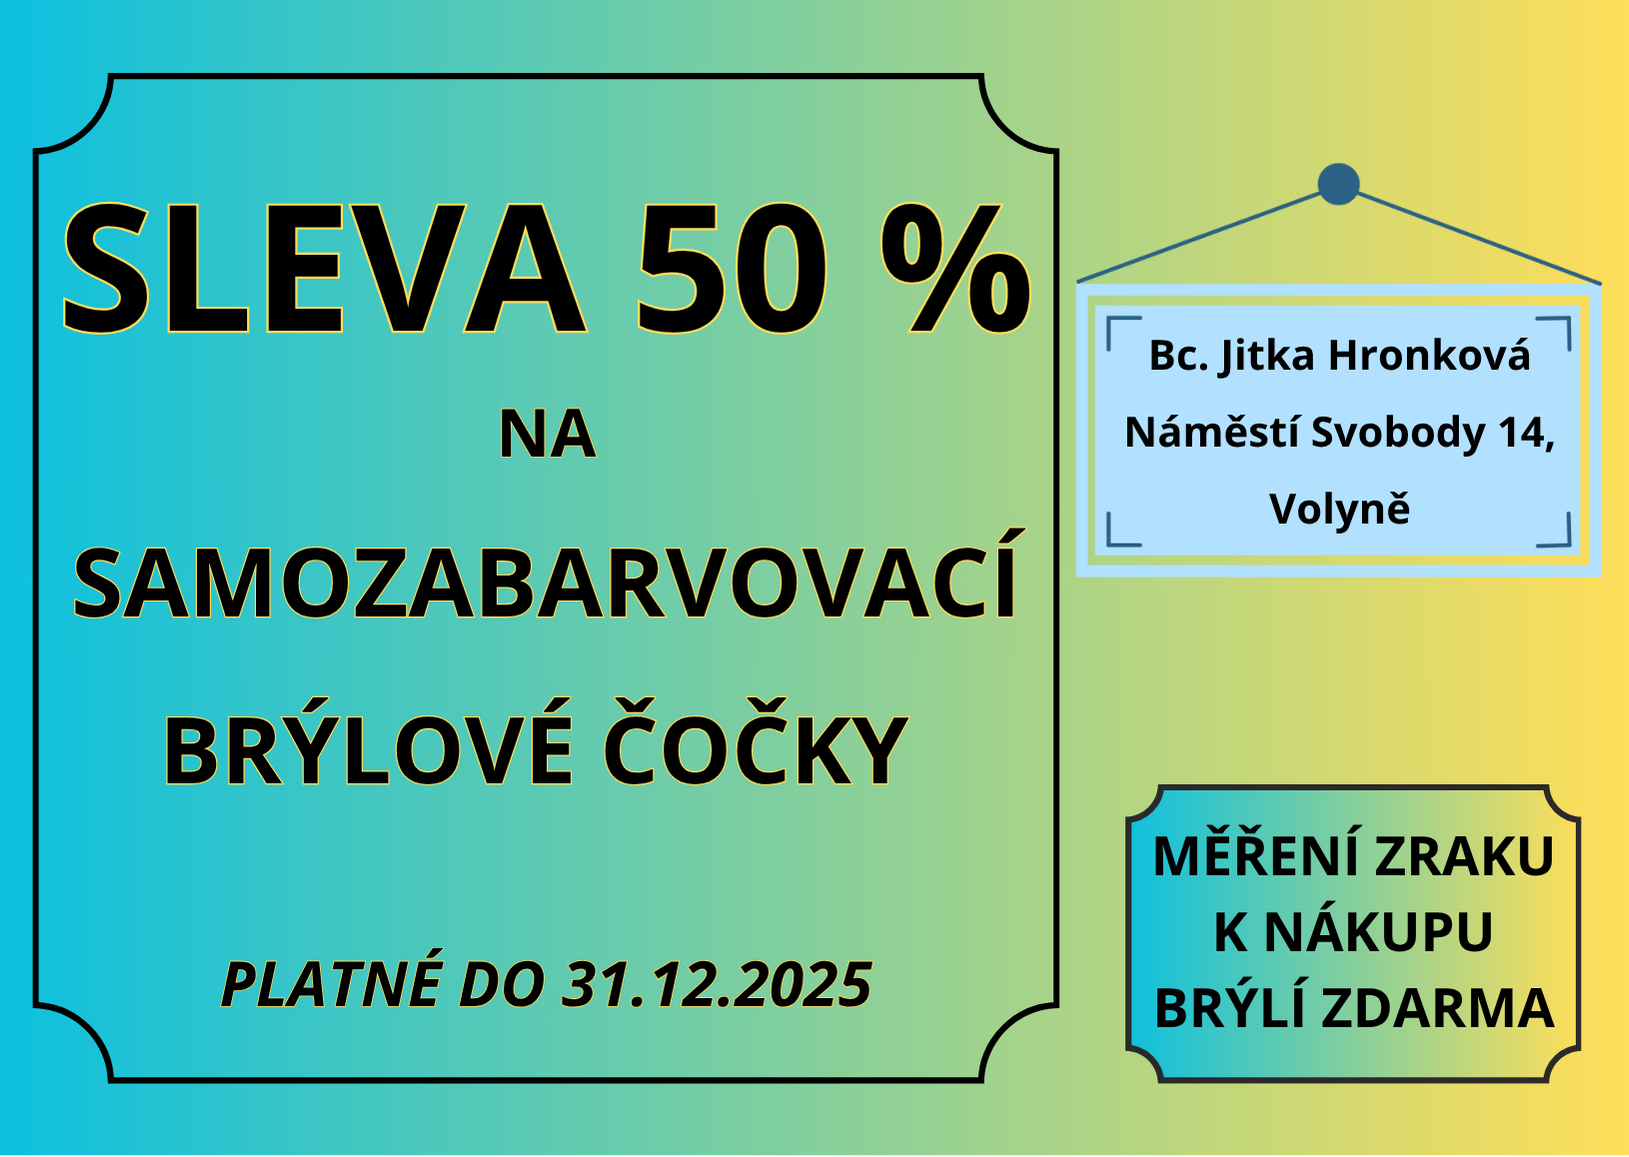 SLEVA 50 %
NA
SAMOZABARVOVACÍ
BRÝLOVÉ ČOČKY
PLATNÉ DO 31.12.2025
Bc. Jitka Hronková
Náměstí Svobody 14,
Volyně
MĚŘENÍ ZRAKU
K NÁKUPU
BRÝLÍ ZDARMA